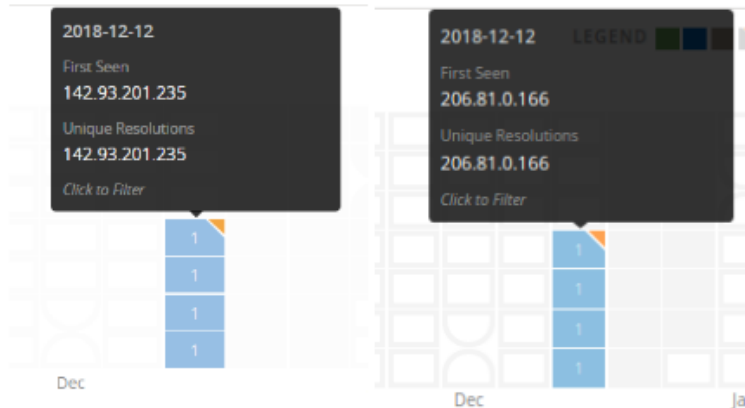 2018-12-12
First Seen
142.93.201.235
Unique Resolutions
142.93.201.235
Click to Filter
1
1
1
1
Dec
2018-12-12 LEGEND
First Seen
206.81.0.166
Unique Resolutions
206.81.0.166
Click to Filter
1
1
1
1
Dec
Ja